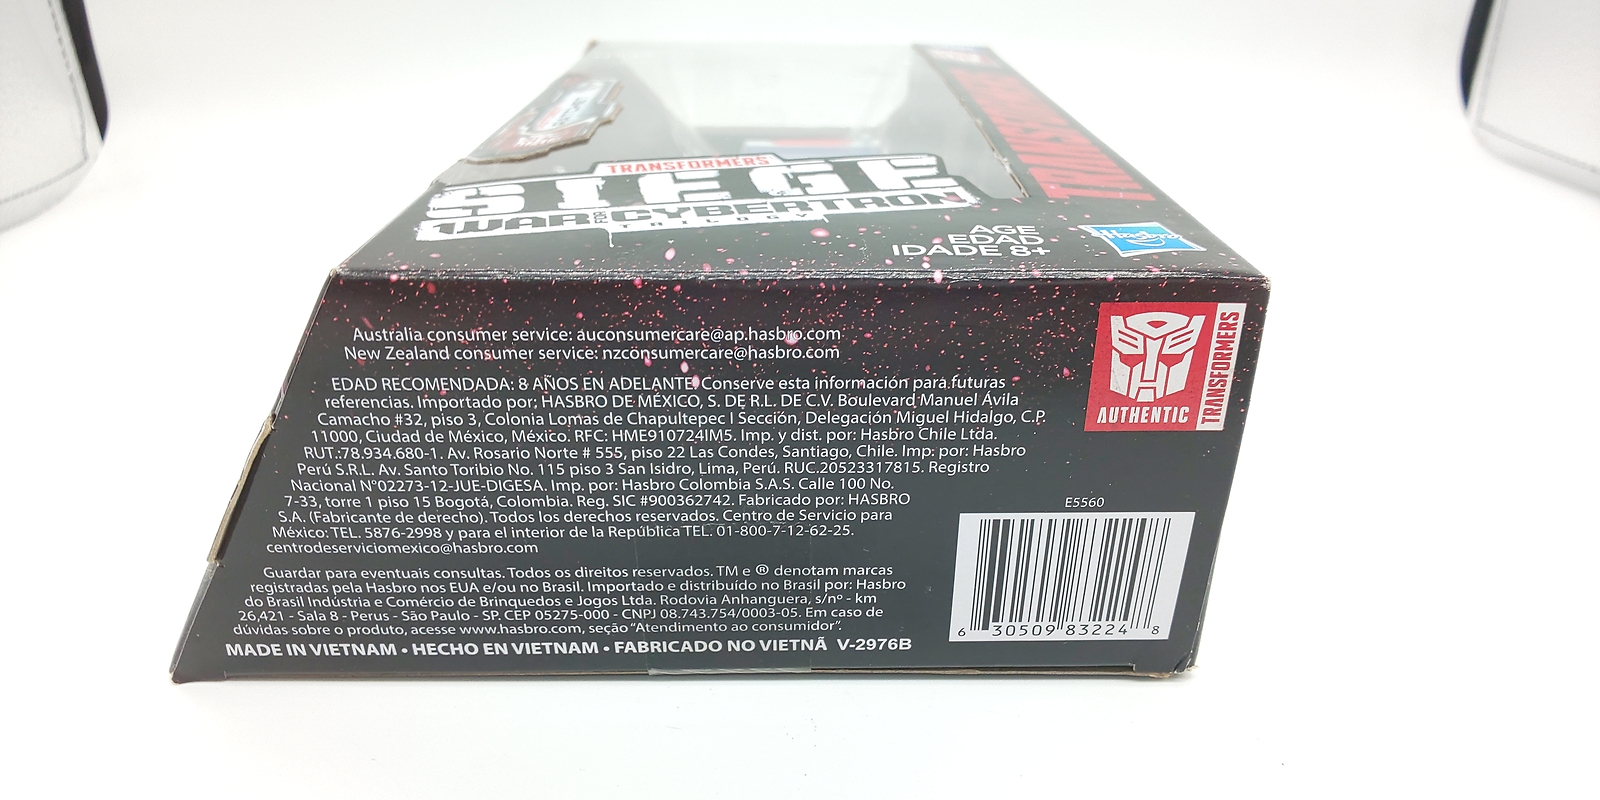 TRANSFORMERS
SIEGE
WAR FOR CYBERTRON
TRILOGY
AGE
EDAD
IDADE 8+
Hasbro
Australia consumer service: auconsumercare@ap.hasbro.com
New Zealand consumer service: nzconsumercare@hasbro.com
EDAD RECOMENDADA: 8 AÑOS EN ADELANTE. Conserve esta información para futuras
referencias. Importado por: HASBRO DE MÉXICO, S. DE R.L. DE C.V. Boulevard Manuel Ávila
Camacho #32, piso 3, Colonia Lomas de Chapultepec I Sección, Delegación Miguel Hidalgo, C.P.
11000, Ciudad de México, México. RFC: HME910724IM5. Imp. y dist. por: Hasbro Chile Ltda.
RUT.:78.934.680-1. Av. Rosario Norte # 555, piso 22 Las Condes, Santiago, Chile. Imp: por: Hasbro
Perú S.R.L. Av. Santo Toribio No. 115 piso 3 San Isidro, Lima, Perú. RUC.20523317815. Registro
Nacional N°02273-12-JUE-DIGESA. Imp. por: Hasbro Colombia S.A.S. Calle 100 No.
7-33, torre 1 piso 15 Bogotá, Colombia. Reg. SIC #900362742. Fabricado por: HASBRO
S.A. (Fabricante de derecho). Todos los derechos reservados. Centro de Servicio para
México: TEL. 5876-2998 y para el interior de la República TEL. 01-800-7-12-62-25.
centrodeserviciomexico@hasbro.com
Guardar para eventuais consultas. Todos os direitos reservados. TM e ® denotam marcas
registradas pela Hasbro nos EUA e/ou no Brasil. Importado e distribuído no Brasil por: Hasbro
do Brasil Indústria e Comércio de Brinquedos e Jogos Ltda. Rodovia Anhanguera, s/nº - km
26,421 - Sala 8 - Perus - São Paulo - SP. CEP 05275-000 - CNPJ 08.743.754/0003-05. Em caso de
dúvidas sobre o produto, acesse www.hasbro.com, seção "Atendimento ao consumidor".
MADE IN VIETNAM • HECHO EN VIETNAM • FABRICADO NO VIETNÃ V-2976B
AUTHENTIC
TRANSFORMERS
E5560
6 30509 83224 8